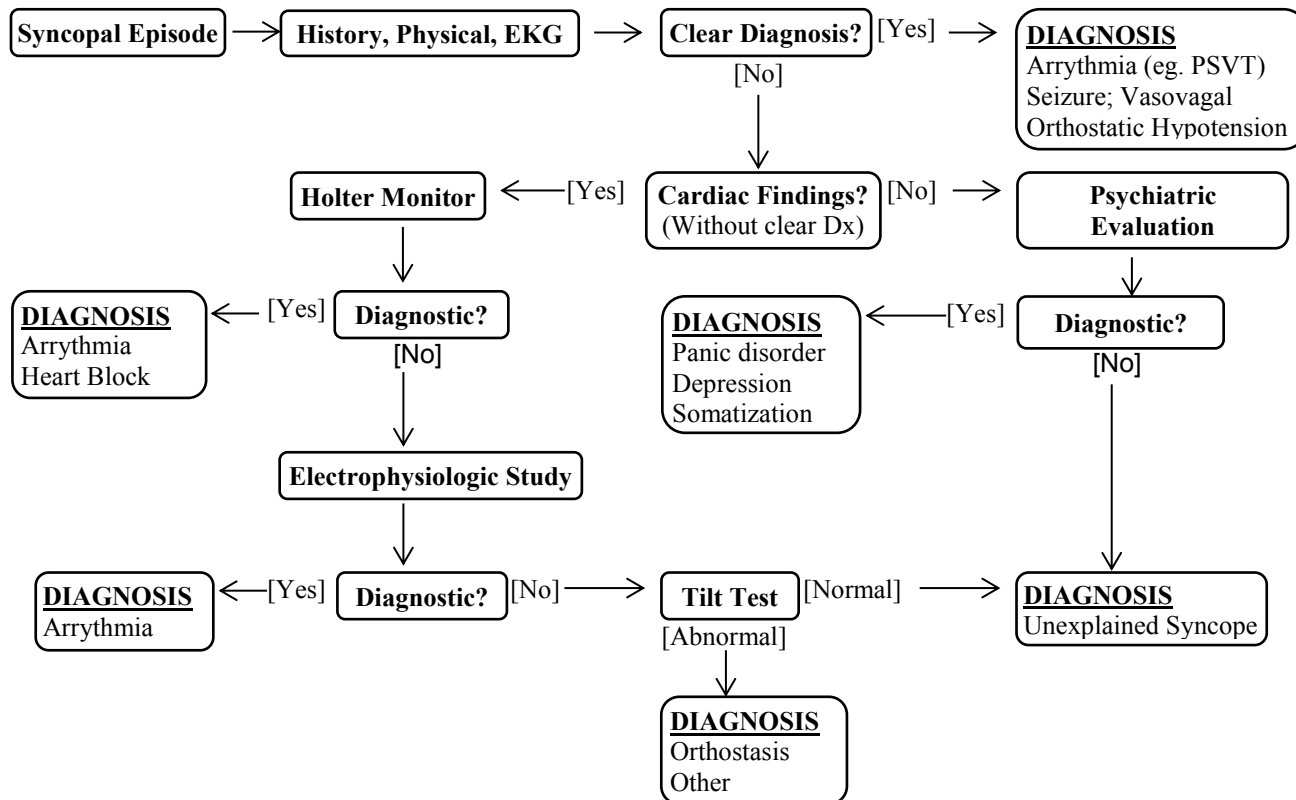 Syncopal Episode
History, Physical, EKG
Clear Diagnosis?
[Yes]
DIAGNOSIS
Arrythmia (eg. PSVT)
Seizure; Vasovagal
Orthostatic Hypotension
[No]
Holter Monitor
[Yes]
Cardiac Findings?
(Without clear Dx)
[No]
Psychiatric
Evaluation
DIAGNOSIS
Arrythmia
Heart Block
[Yes]
Diagnostic?
[No]
DIAGNOSIS
Panic disorder
Depression
Somatization
[Yes]
Diagnostic?
[No]
Electrophysiologic Study
DIAGNOSIS
Arrythmia
[Yes]
Diagnostic?
[No]
Tilt Test
[Normal]
[Abnormal]
DIAGNOSIS
Unexplained Syncope
DIAGNOSIS
Orthostasis
Other